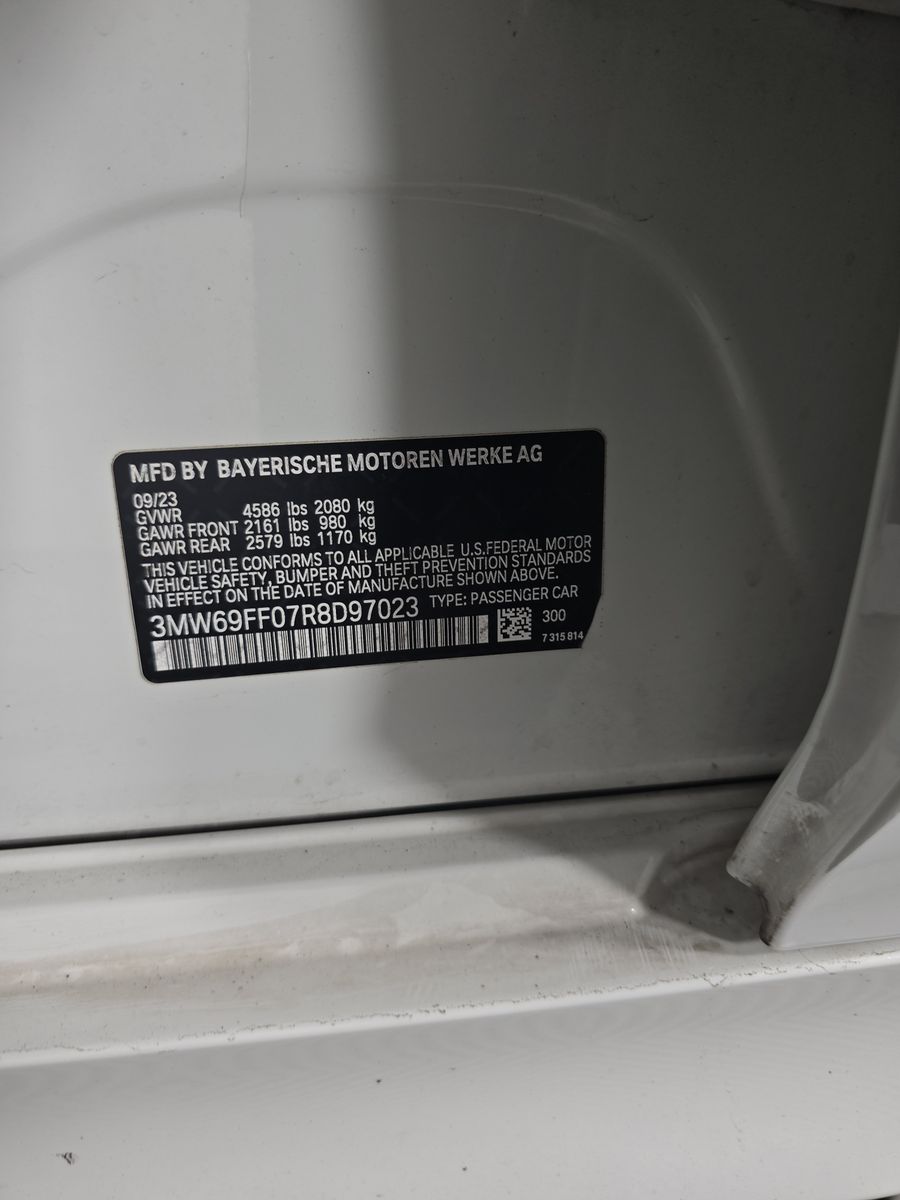 MFD BY BAYERISCHE MOTOREN WERKE AG
09/23
GVWR 4586 lbs 2080 kg
GAWR FRONT 2161 lbs 980 kg
GAWR REAR 2579 lbs 1170 kg
THIS VEHICLE CONFORMS TO ALL APPLICABLE U.S.FEDERAL MOTOR
VEHICLE SAFETY, BUMPER AND THEFT PREVENTION STANDARDS
IN EFFECT ON THE DATE OF MANUFACTURE SHOWN ABOVE.
3MW69FF07R8D97023 TYPE: PASSENGER CAR
300
7 315 814